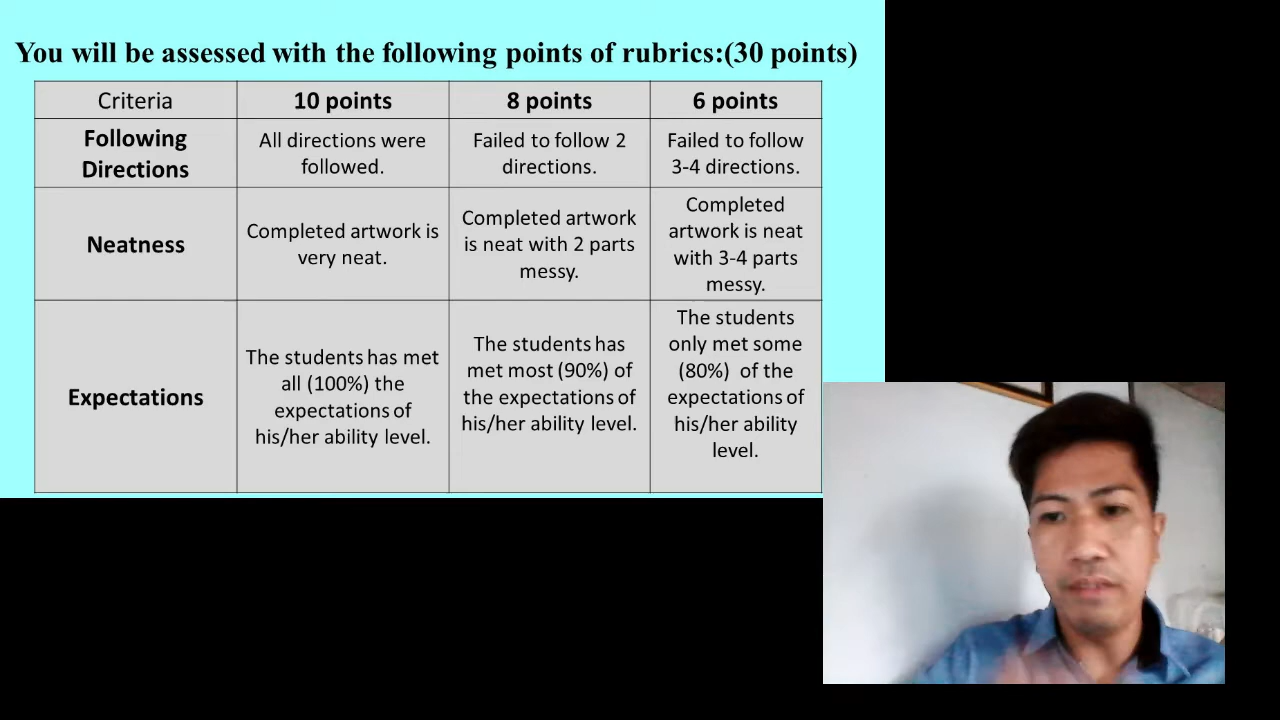 You will be assessed with the following points of rubrics:(30 points)
Criteria
10 points
8 points
6 points
Following
Directions
All directions were
followed.
Failed to follow 2
directions.
Failed to follow
3-4 directions.
Neatness
Completed artwork is
very neat.
Completed artwork
is neat with 2 parts
messy.
Completed
artwork is neat
with 3-4 parts
messy.
Expectations
The students has met
all (100%) the
expectations of
his/her ability level.
The students has
met most (90%) of
the expectations of
his/her ability level.
The students
only met some
(80%)  of the
expectations of
his/her ability
level.